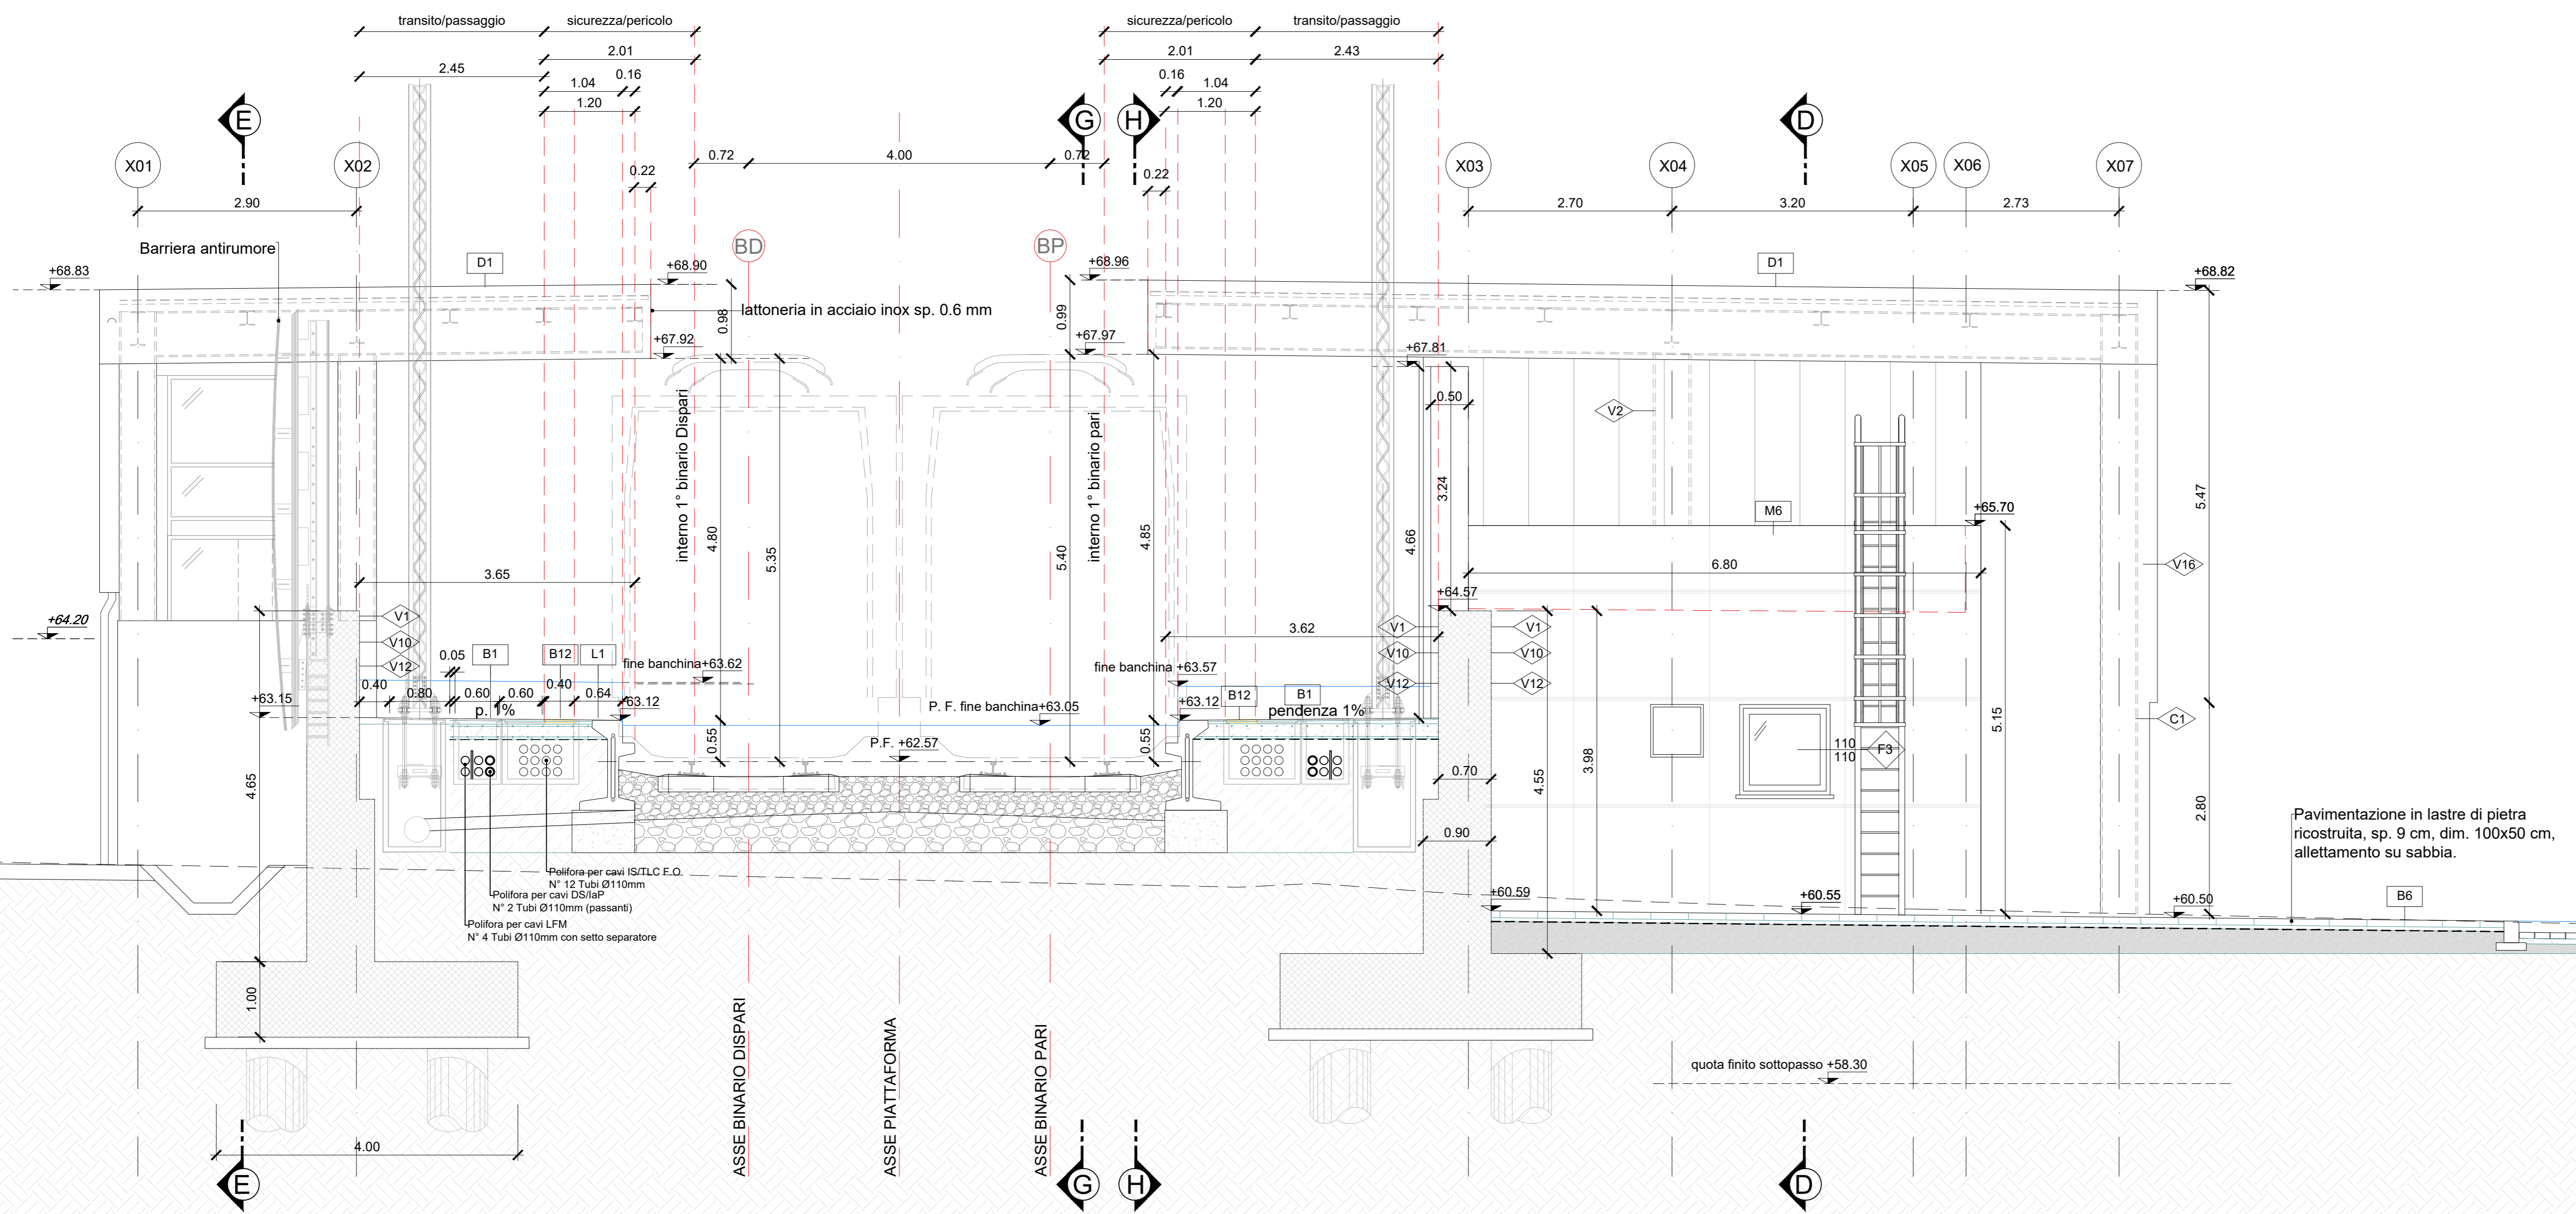 transito/passaggio
sicurezza/pericolo
sicurezza/pericolo
transito/passaggio
2.01
2.01
2.43
2.45
0.16
0.16
1.04
1.04
1.20
1.20
E
G
H
D
X01
X02
0.72
4.00
0.72
X03
X04
X05
X06
X07
0.22
0.22
2.90
2.70
3.20
2.73
Barriera antirumore
BD
BP
D1
D1
+68.83
+68.90
+68.96
+68.82
lattoneria in acciaio inox sp. 0.6 mm
0.98
0.99
+67.92
+67.97
+67.81
interno 1° binario Dispari
interno 1° binario pari
0.50
V2
3.24
4.80
5.35
5.40
4.85
4.66
5.47
M6
+65.70
3.65
6.80
V16
+64.57
+64.20
V1
V10
V12
V1
V10
V12
V1
V10
V12
3.62
0.05
B1
B12
L1
fine banchina+63.62
fine banchina +63.57
0.40
0.80
0.60
0.60
0.40
0.64
+63.15
p. 1%
+63.12
P. F. fine banchina+63.05
+63.12
B12
B1
pendenza 1%
C1
0.55
P.F. +62.57
0.55
110
110
F3
5.15
4.65
0.70
4.55
3.98
2.80
0.90
Pavimentazione in lastre di pietra
ricostruita, sp. 9 cm, dim. 100x50 cm,
allettamento su sabbia.
Polifora per cavi IS/TLC F.O.
N° 12 Tubi Ø110mm
Polifora per cavi DS/IaP
N° 2 Tubi Ø110mm (passanti)
Polifora per cavi LFM
N° 4 Tubi Ø110mm con setto separatore
+60.59
+60.55
+60.50
B6
1.00
ASSE BINARIO DISPARI
ASSE PIATTAFORMA
ASSE BINARIO PARI
quota finito sottopasso +58.30
4.00
E
G
H
D